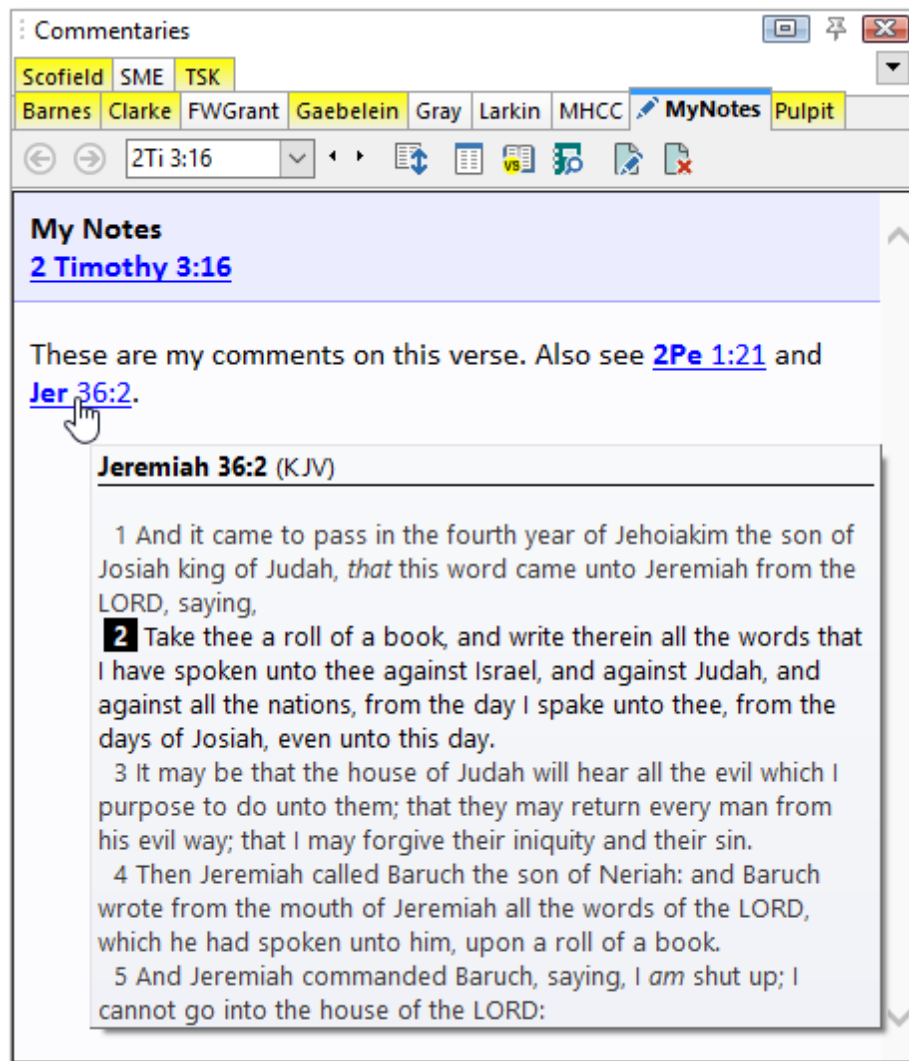 Commentaries
Scofield SME TSK
Barnes Clarke FWGrant Gaebelein Gray Larkin MHCC MyNotes Pulpit
2Ti 3:16 VS
My Notes
2 Timothy 3:16
These are my comments on this verse. Also see 2Pe 1:21 and
Jer 36:2.
Jeremiah 36:2 (KJV)
1 And it came to pass in the fourth year of Jehoiakim the son of
Josiah king of Judah, that this word came unto Jeremiah from the
LORD, saying,
2 Take thee a roll of a book, and write therein all the words that
I have spoken unto thee against Israel, and against Judah, and
against all the nations, from the day I spake unto thee, from the
days of Josiah, even unto this day.
3 It may be that the house of Judah will hear all the evil which I
purpose to do unto them; that they may return every man from
his evil way; that I may forgive their iniquity and their sin.
4 Then Jeremiah called Baruch the son of Neriah: and Baruch
wrote from the mouth of Jeremiah all the words of the LORD,
which he had spoken unto him, upon a roll of a book.
5 And Jeremiah commanded Baruch, saying, I am shut up; I
cannot go into the house of the LORD: